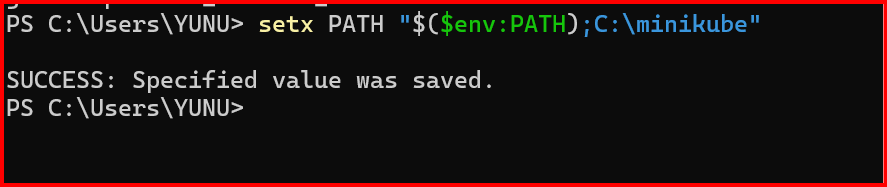 PS C:\Users\YUNU> setx PATH "$($env:PATH);C:\minikube"
SUCCESS: Specified value was saved.
PS C:\Users\YUNU>